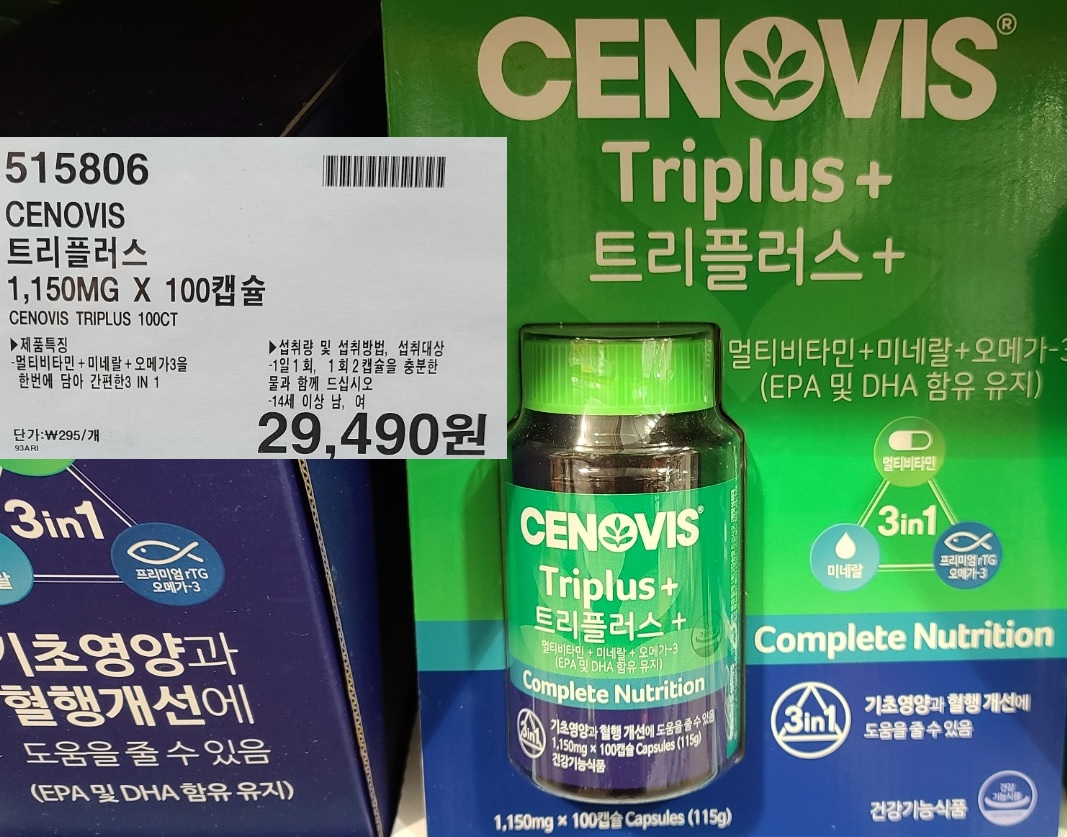 515806
CENOVIS
트리플러스
1,150MG X 100캡슐
CENOVIS TRIPLUS 100CT
▶제품특징
-멀티비타민+미네랄+오메가3을
한번에 담아 간편한3 IN 1
▶섭취량 및 섭취방법, 섭취대상
-1일1회, 1회2캡슐을 충분한
물과 함께 드십시오
-14세 이상 남, 여
단가:₩295/개
93ARI
29,490원
3in1
랄
프리미엄 rTG
오메가-3
기초영양과
혈행개선에
도움을 줄 수 있음
(EPA 및 DHA 함유 유지)
CENOVIS®
Triplus+
트리플러스+
멀티비타민+미네랄+오메가-3
(EPA 및 DHA 함유 유지)
멀티비타민
3in1
미네랄
프리미엄 rTG
오메가-3
Complete Nutrition
3in1
기초영양과 혈행 개선에
도움을 줄 수 있음
건강기능식품
건강
기능식품
1,150mg × 100캡슐 Capsules (115g)
CENOVIS®
Triplus+
트리플러스+
멀티비타민 + 미네랄 + 오메가-3
(EPA 및 DHA 함유 유지)
Complete Nutrition
3in1
기초영양과 혈행 개선에 도움을 줄 수 있음
1,150mg × 100캡슐 Capsules (115g)
건강기능식품